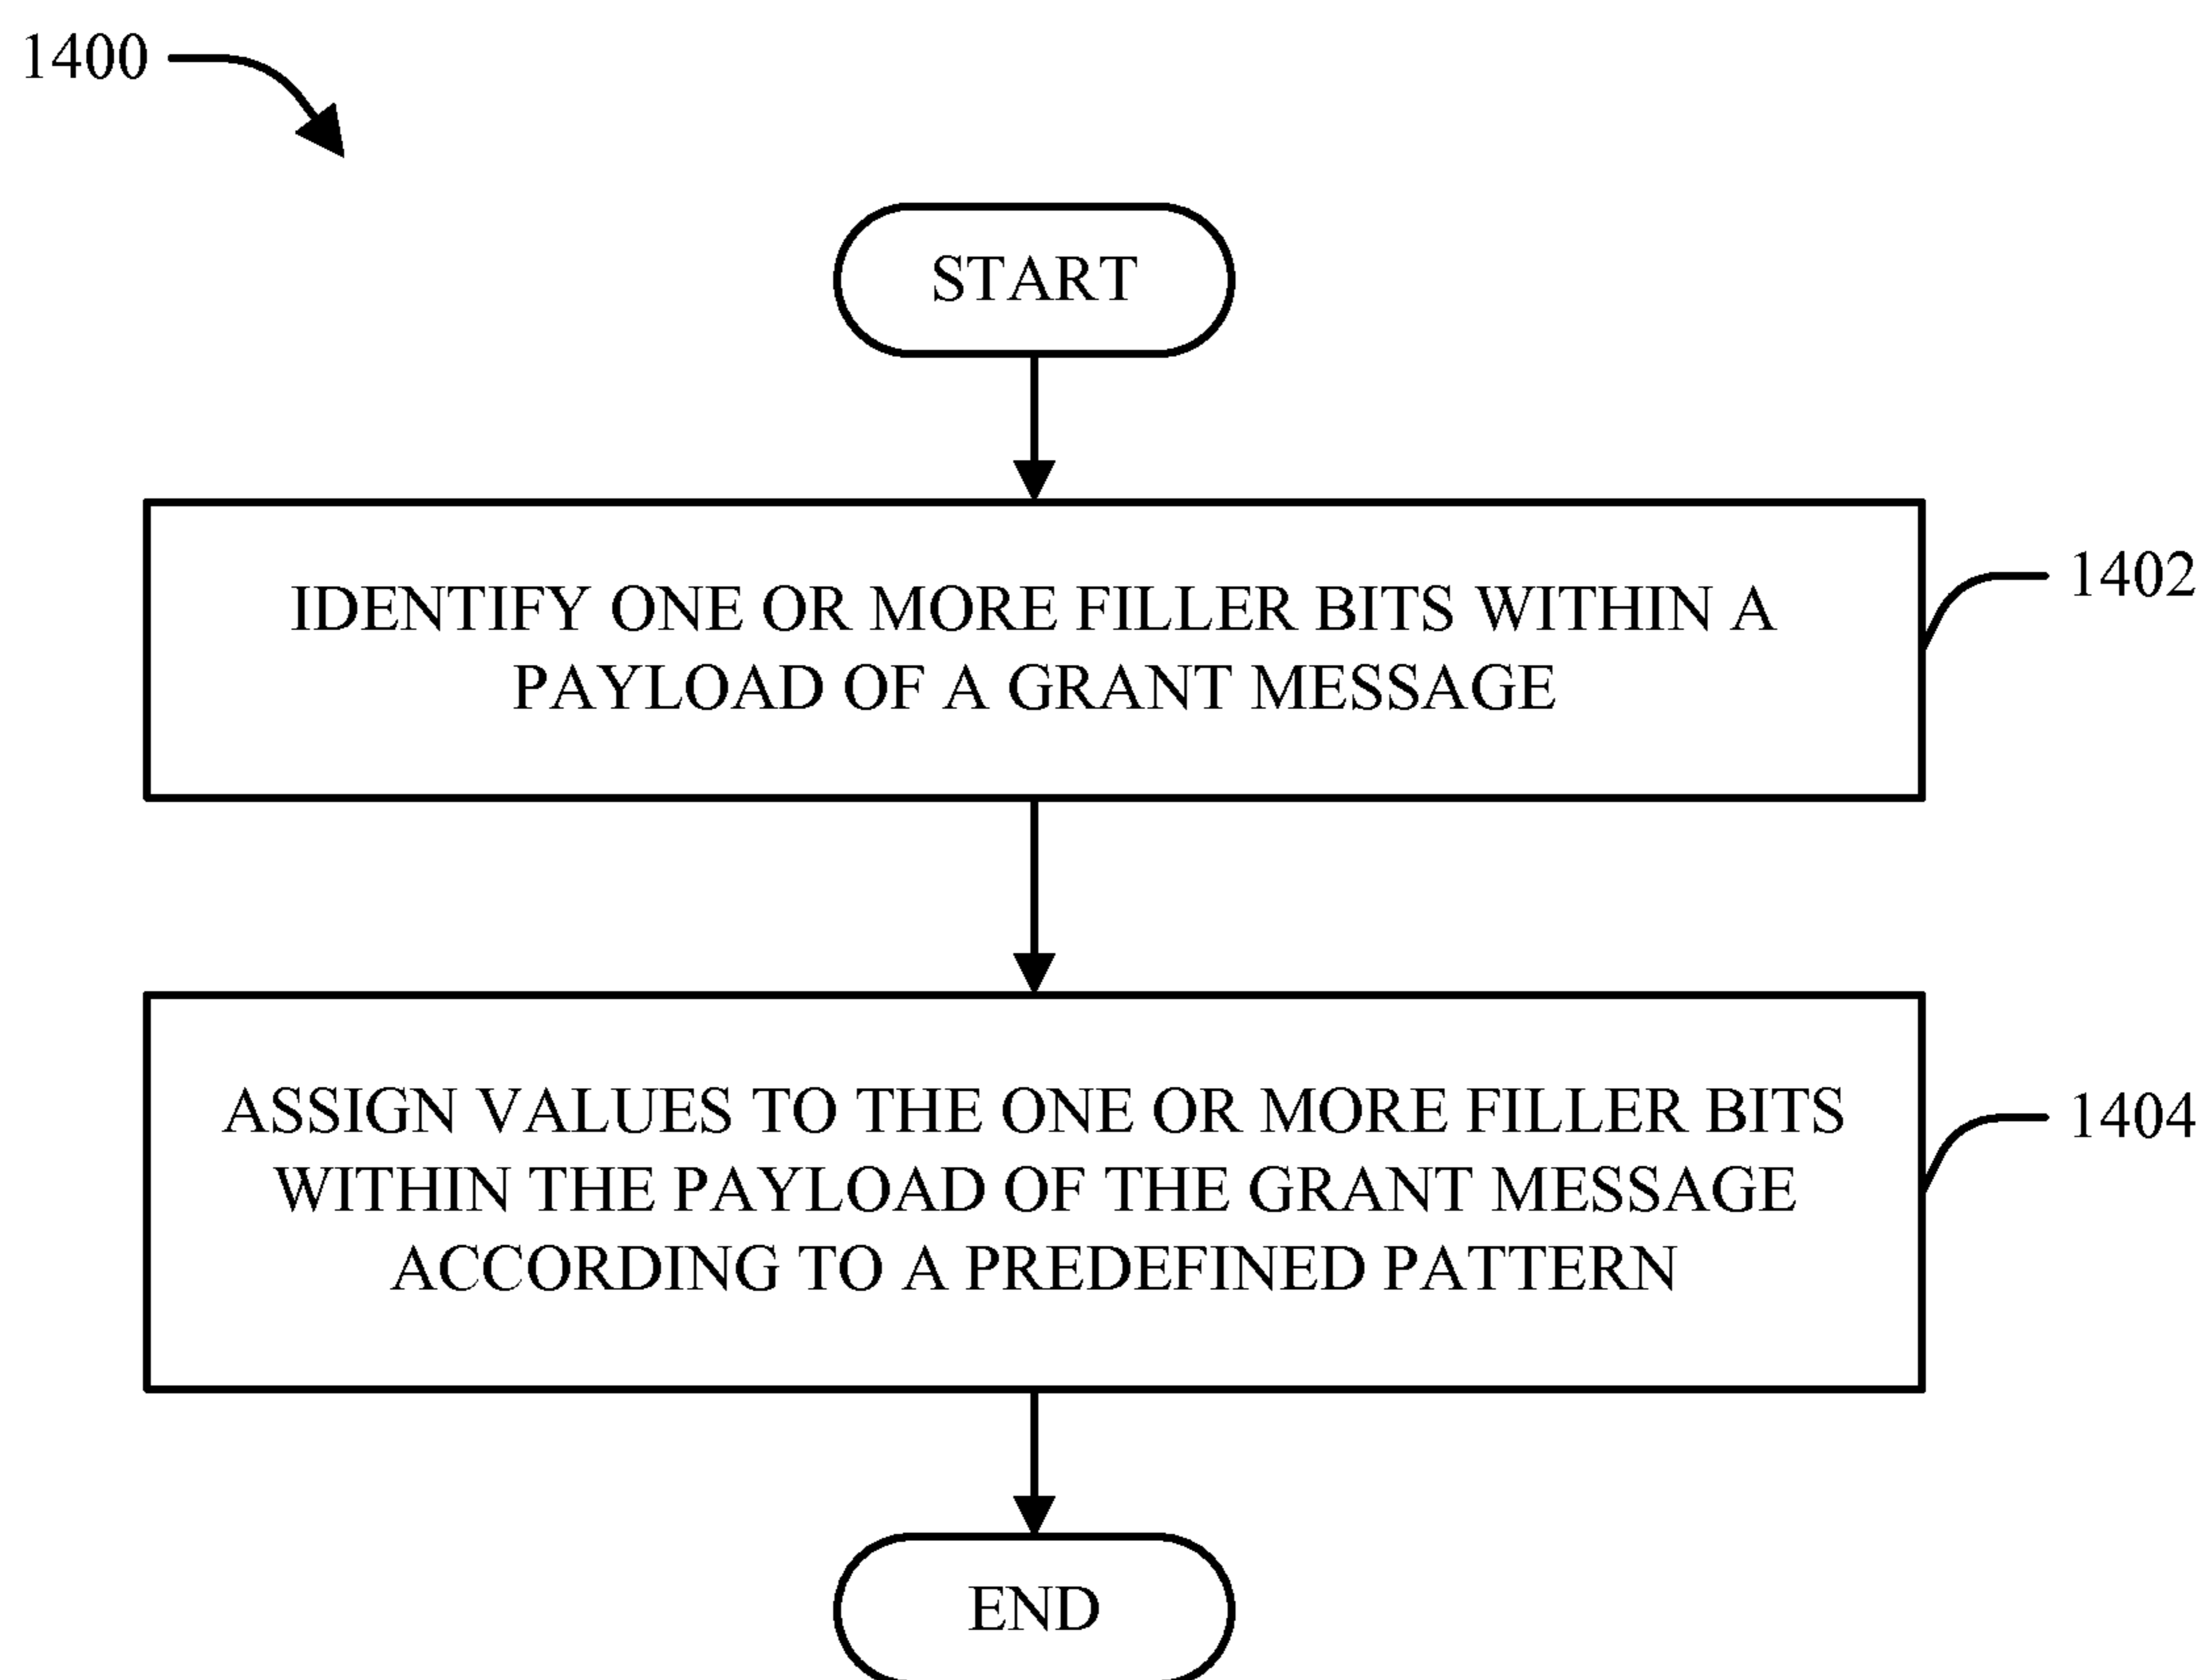 1400
START
IDENTIFY ONE OR MORE FILLER BITS WITHIN A
PAYLOAD OF A GRANT MESSAGE
1402
ASSIGN VALUES TO THE ONE OR MORE FILLER BITS
WITHIN THE PAYLOAD OF THE GRANT MESSAGE
ACCORDING TO A PREDEFINED PATTERN
1404
END